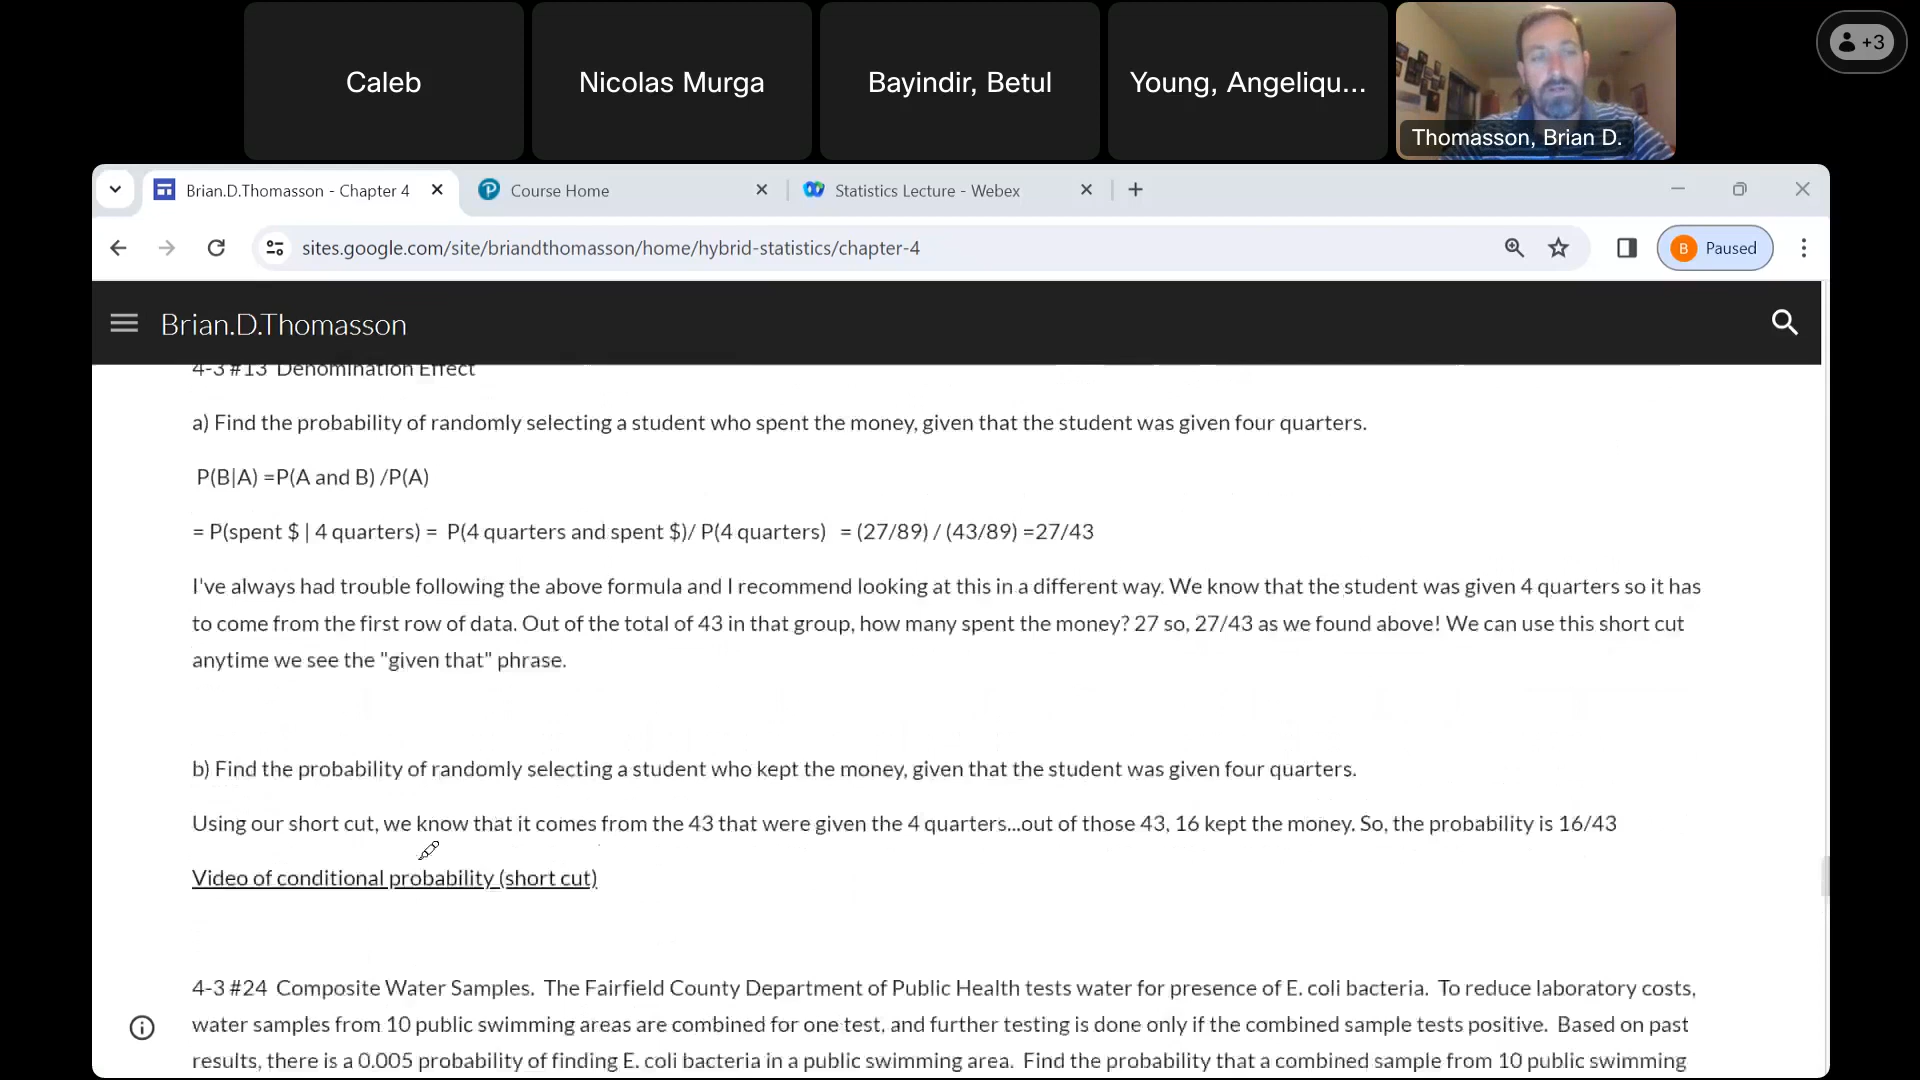 Caleb
Nicolas Murga
Bayindir, Betul
Young, Angeliqu...
Thomasson, Brian D.
+3
Brian.D.Thomasson - Chapter 4
Course Home
Statistics Lecture - Webex
sites.google.com/site/briandthomasson/home/hybrid-statistics/chapter-4
B Paused
Brian.D.Thomasson
4-3 #13 Denomination Effect
a) Find the probability of randomly selecting a student who spent the money, given that the student was given four quarters.
P(B|A) =P(A and B) /P(A)
= P(spent $ | 4 quarters) = P(4 quarters and spent $)/ P(4 quarters) = (27/89) / (43/89) =27/43
I've always had trouble following the above formula and I recommend looking at this in a different way. We know that the student was given 4 quarters so it has
to come from the first row of data. Out of the total of 43 in that group, how many spent the money? 27 so, 27/43 as we found above! We can use this short cut
anytime we see the "given that" phrase.
b) Find the probability of randomly selecting a student who kept the money, given that the student was given four quarters.
Using our short cut, we know that it comes from the 43 that were given the 4 quarters...out of those 43, 16 kept the money. So, the probability is 16/43
Video of conditional probability (short cut)
4-3 #24 Composite Water Samples. The Fairfield County Department of Public Health tests water for presence of E. coli bacteria. To reduce laboratory costs,
water samples from 10 public swimming areas are combined for one test, and further testing is done only if the combined sample tests positive. Based on past
results, there is a 0.005 probability of finding E. coli bacteria in a public swimming area. Find the probability that a combined sample from 10 public swimming